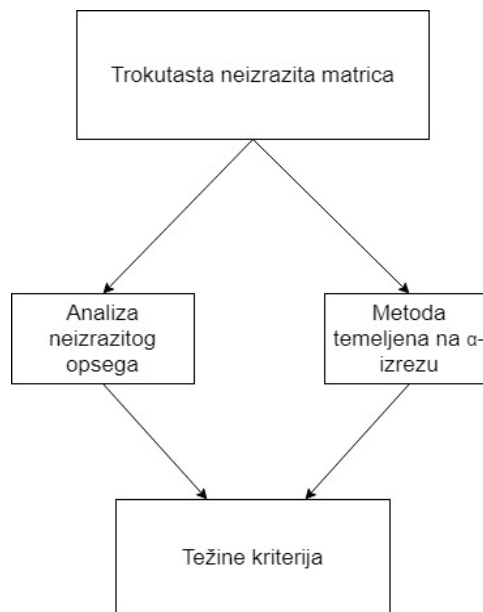 Trokutasta neizrazita matrica
Analiza
neizrazitog
opsega
Metoda
temeljena na α-
izrezu
Težine kriterija